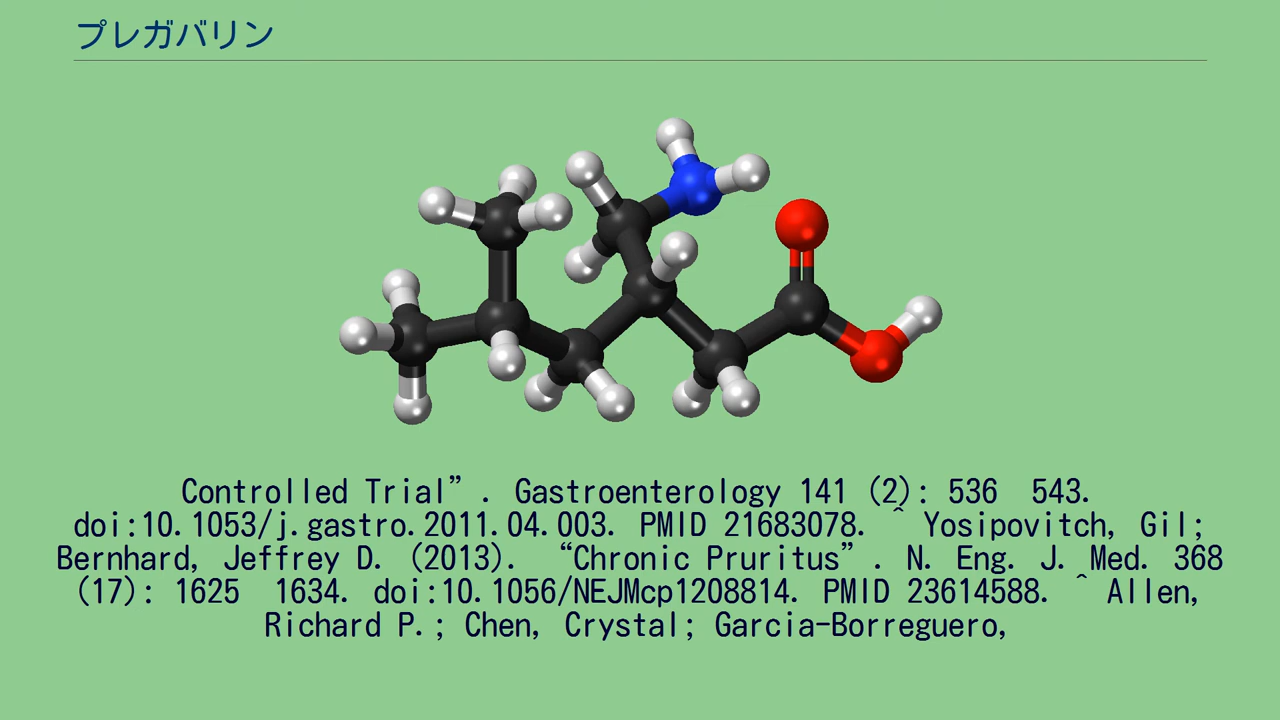 プレガバリン
Controlled Trial”. Gastroenterology 141 (2): 536 543.
doi:10.1053/j.gastro.2011.04.003. PMID 21683078. ^ Yosipovitch, Gil;
Bernhard, Jeffrey D. (2013). “Chronic Pruritus”. N. Eng. J. Med. 368
(17): 1625 1634. doi:10.1056/NEJMcp1208814. PMID 23614588. ^ Allen,
Richard P.; Chen, Crystal; Garcia-Borreguero,